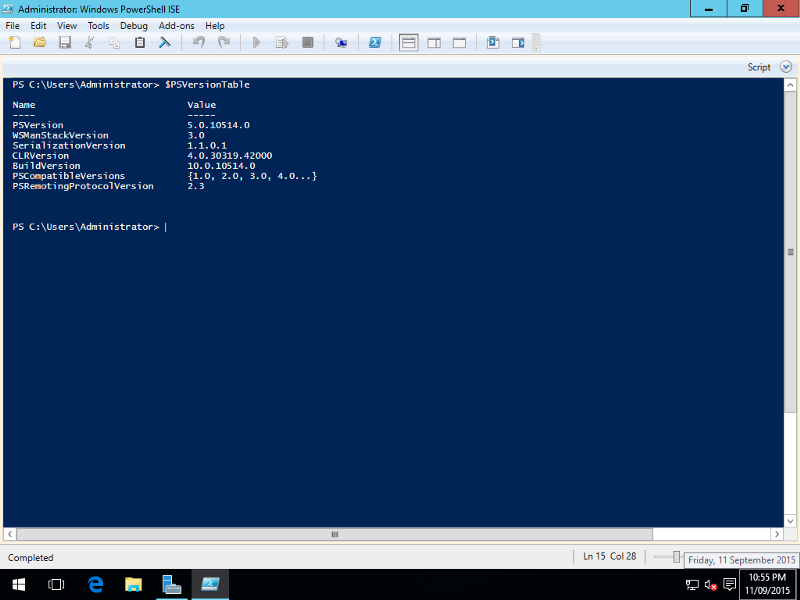 Administrator: Windows PowerShell ISE
File Edit View Tools Debug Add-ons Help
Script
PS C:\Users\Administrator> $PSVersionTable
Name Value
---- -----
PSVersion 5.0.10514.0
WSManStackVersion 3.0
SerializationVersion 1.1.0.1
CLRVersion 4.0.30319.42000
BuildVersion 10.0.10514.0
PSCompatibleVersions {1.0, 2.0, 3.0, 4.0...}
PSRemotingProtocolVersion 2.3
PS C:\Users\Administrator>
Completed
Ln 15 Col 28
Friday, 11 September 2015
10:55 PM
11/09/2015